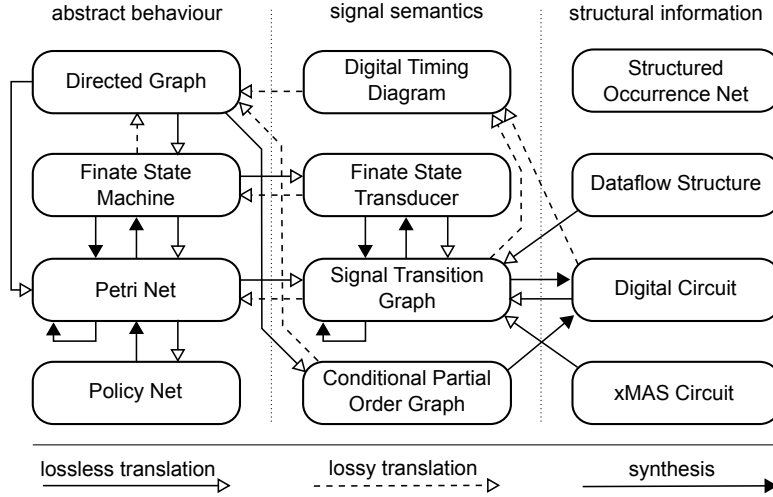 abstract behaviour
signal semantics
structural information
Directed Graph
Digital Timing
Diagram
Structured
Occurrence Net
Finate State
Machine
Finate State
Transducer
Dataflow Structure
Petri Net
Signal Transition
Graph
Digital Circuit
Policy Net
Conditional Partial
Order Graph
xMAS Circuit
lossless translation
lossy translation
synthesis